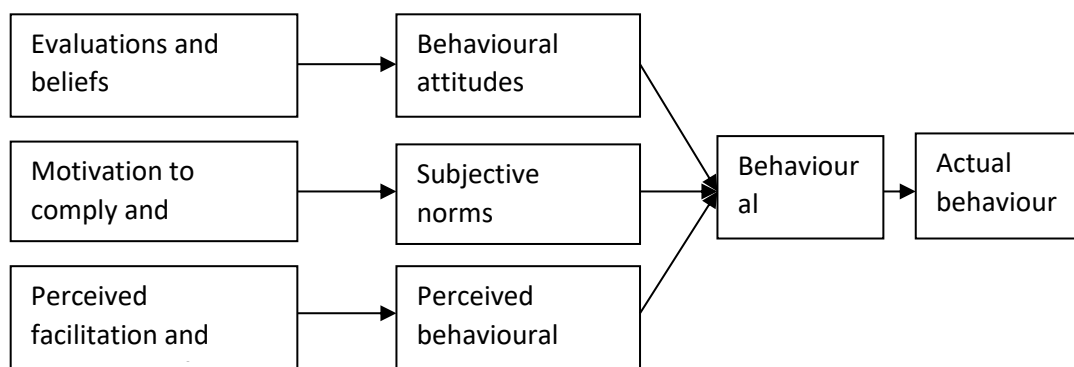 Evaluations and
beliefs
Behavioural
attitudes
Motivation to
comply and
Subjective
norms
Behaviour
al
Actual
behaviour
Perceived
facilitation and
Perceived
behavioural